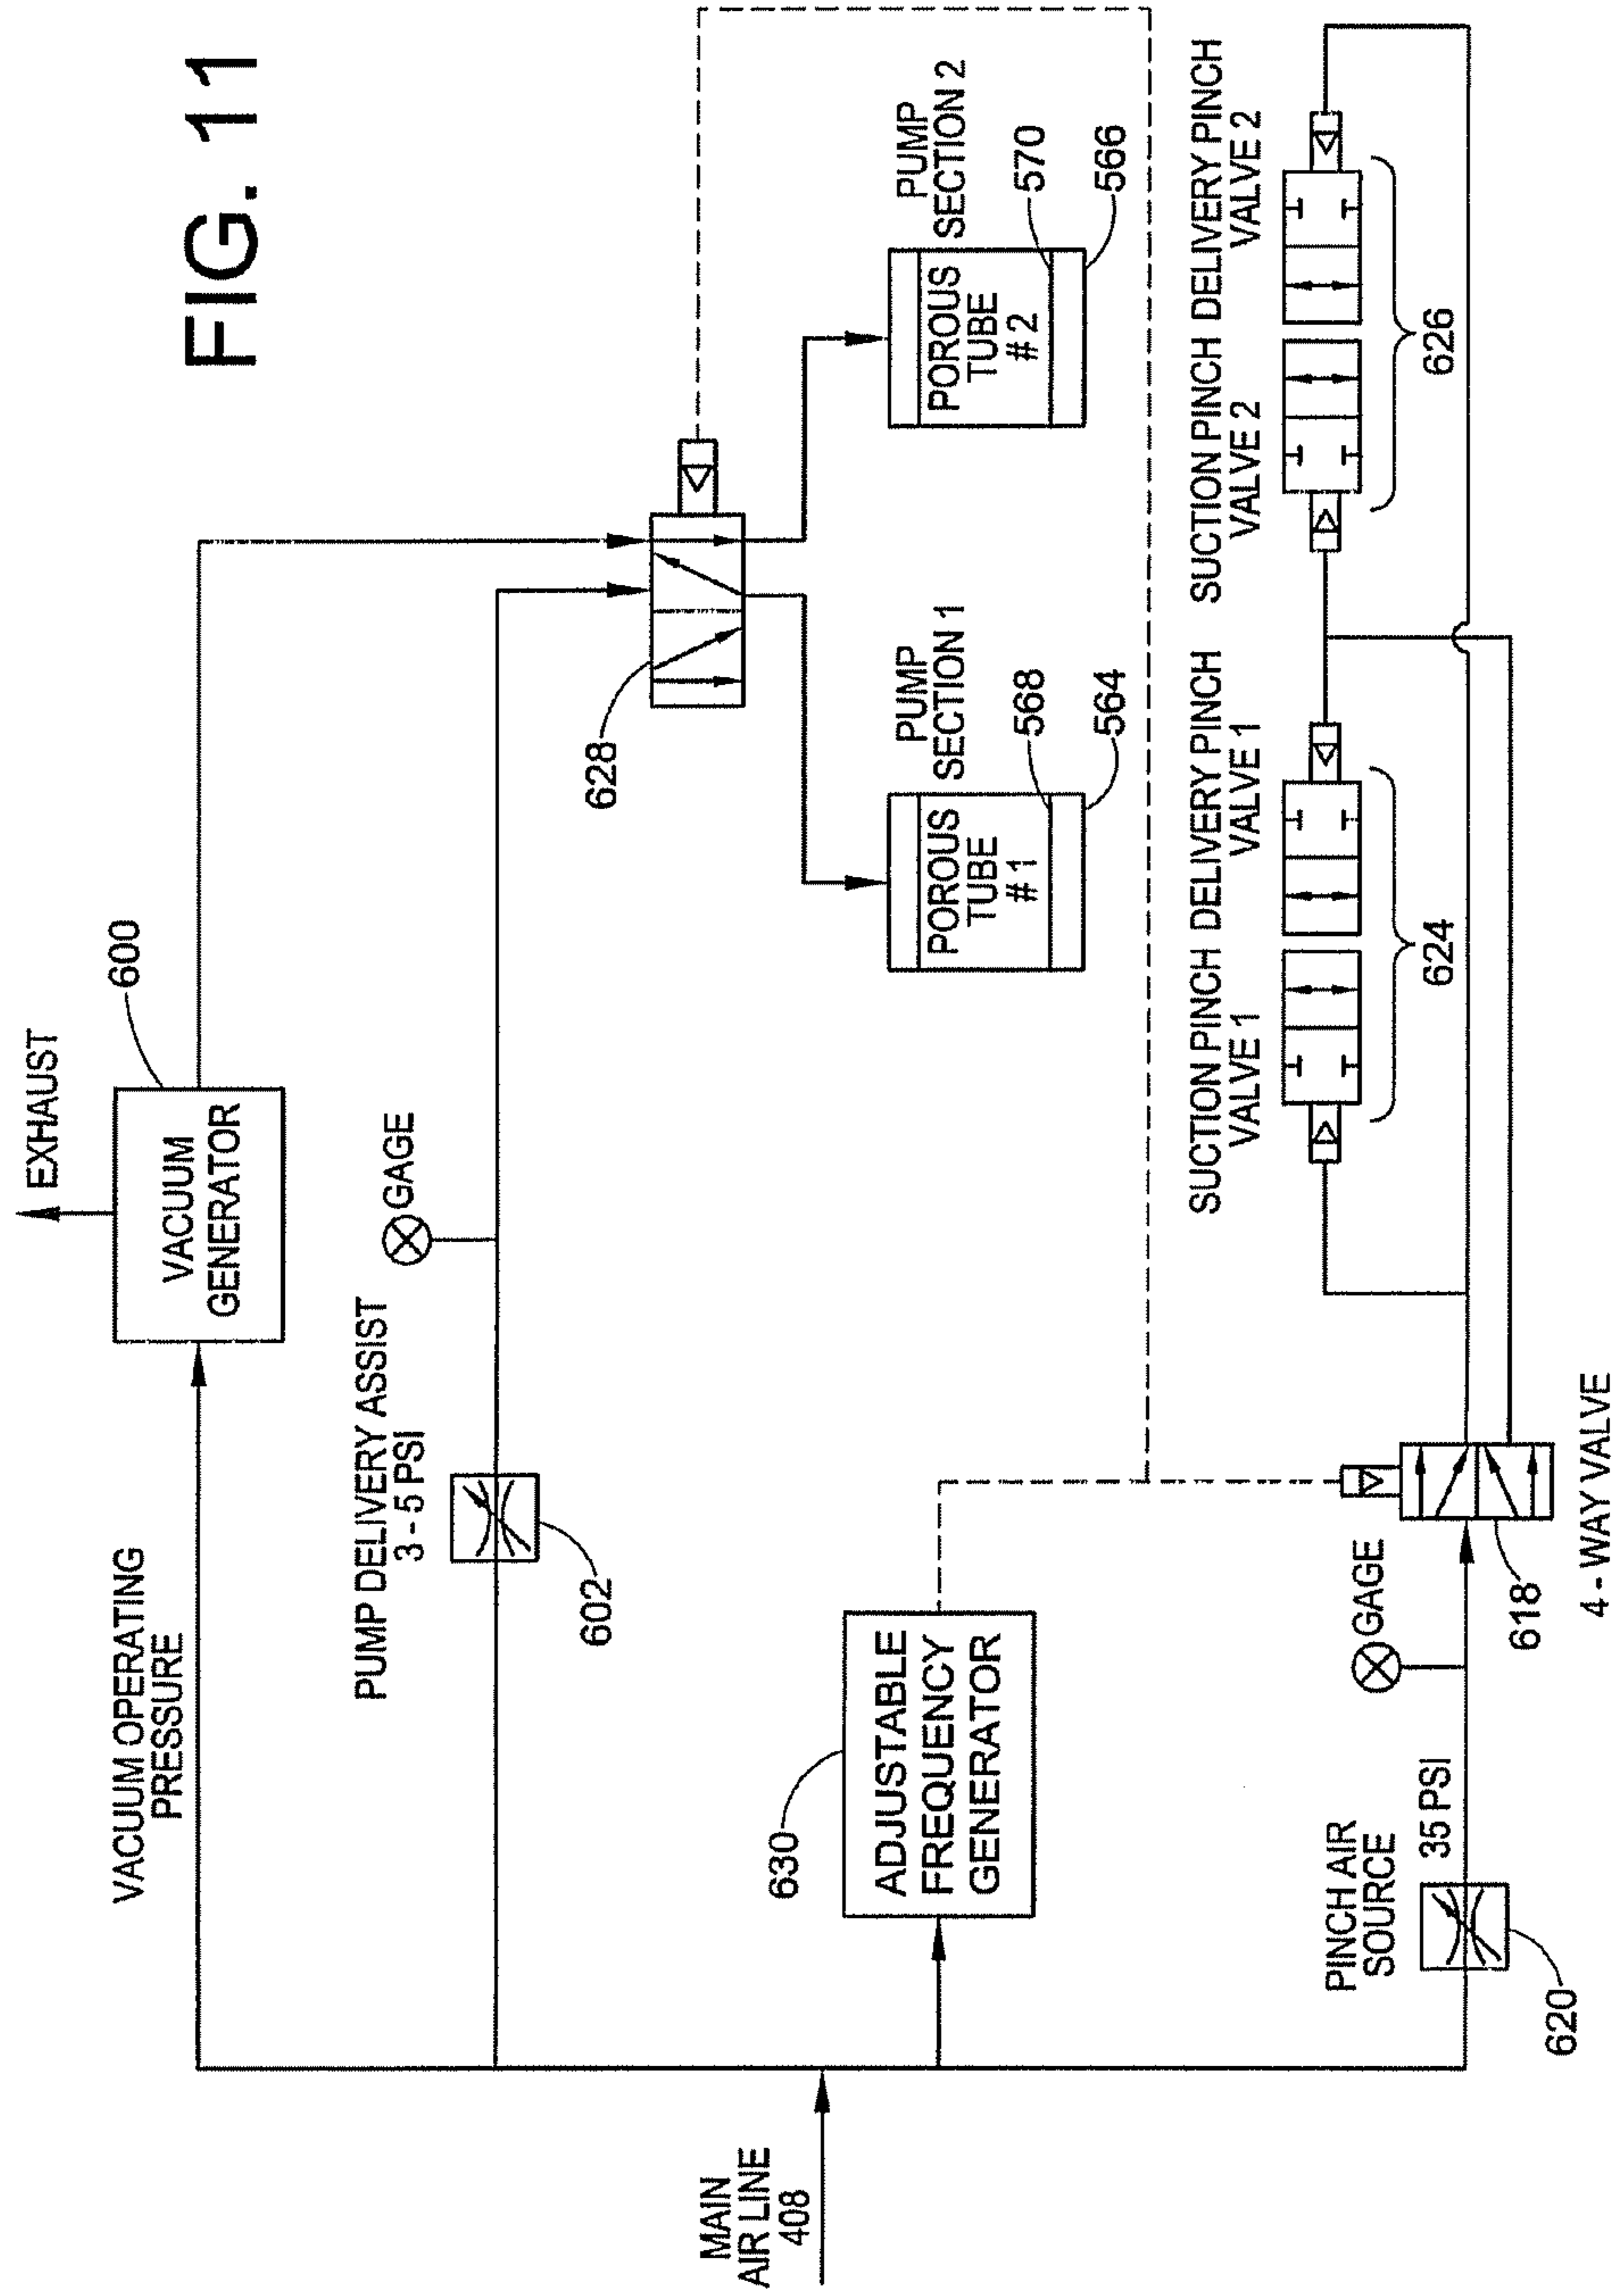 FIG. 11
EXHAUST
600
VACUUM
GENERATOR
VACUUM OPERATING
PRESSURE
PUMP DELIVERY ASSIST
3 - 5 PSI
GAGE
602
628
PUMP
SECTION 1
POROUS
TUBE
# 1
568
564
PUMP
SECTION 2
POROUS
TUBE
# 2
570
566
MAIN
AIR LINE
408
630
ADJUSTABLE
FREQUENCY
GENERATOR
PINCH AIR
SOURCE
35 PSI
620
GAGE
618
4 - WAY VALVE
SUCTION PINCH
VALVE 1
DELIVERY PINCH
VALVE 1
624
SUCTION PINCH
VALVE 2
DELIVERY PINCH
VALVE 2
626